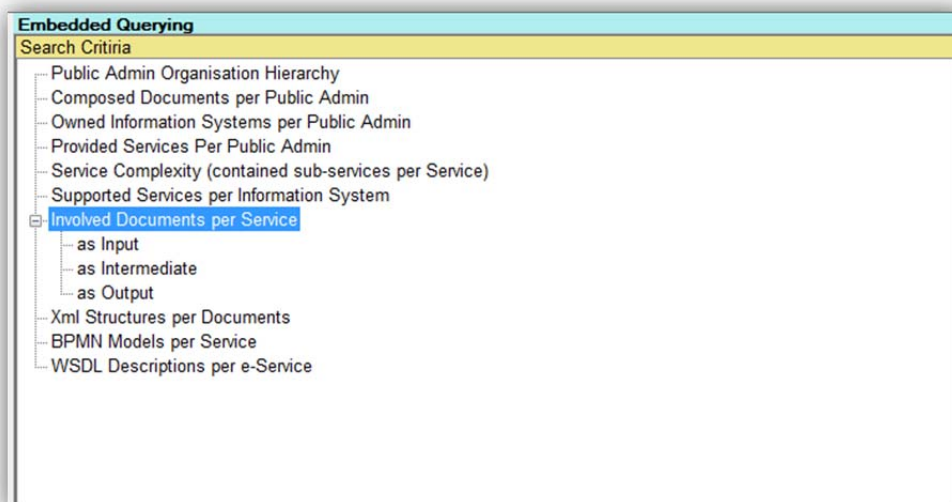 Embedded Querying
Search Critiria
Public Admin Organisation Hierarchy
Composed Documents per Public Admin
Owned Information Systems per Public Admin
Provided Services Per Public Admin
Service Complexity (contained sub-services per Service)
Supported Services per Information System
Involved Documents per Service
as Input
as Intermediate
as Output
Xml Structures per Documents
BPMN Models per Service
WSDL Descriptions per e-Service